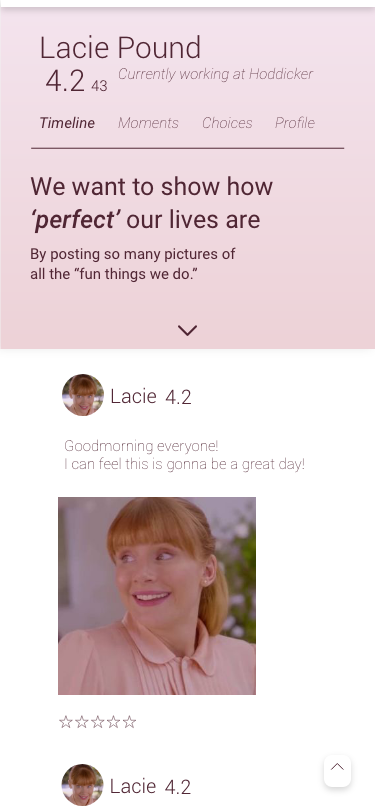 Lacie Pound
4.2 43 Currently working at Hoddicker
Timeline Moments Choices Profile
We want to show how
‘perfect’ our lives are
By posting so many pictures of
all the “fun things we do.”
Lacie 4.2
Goodmorning everyone!
I can feel this is gonna be a great day!
Lacie 4.2